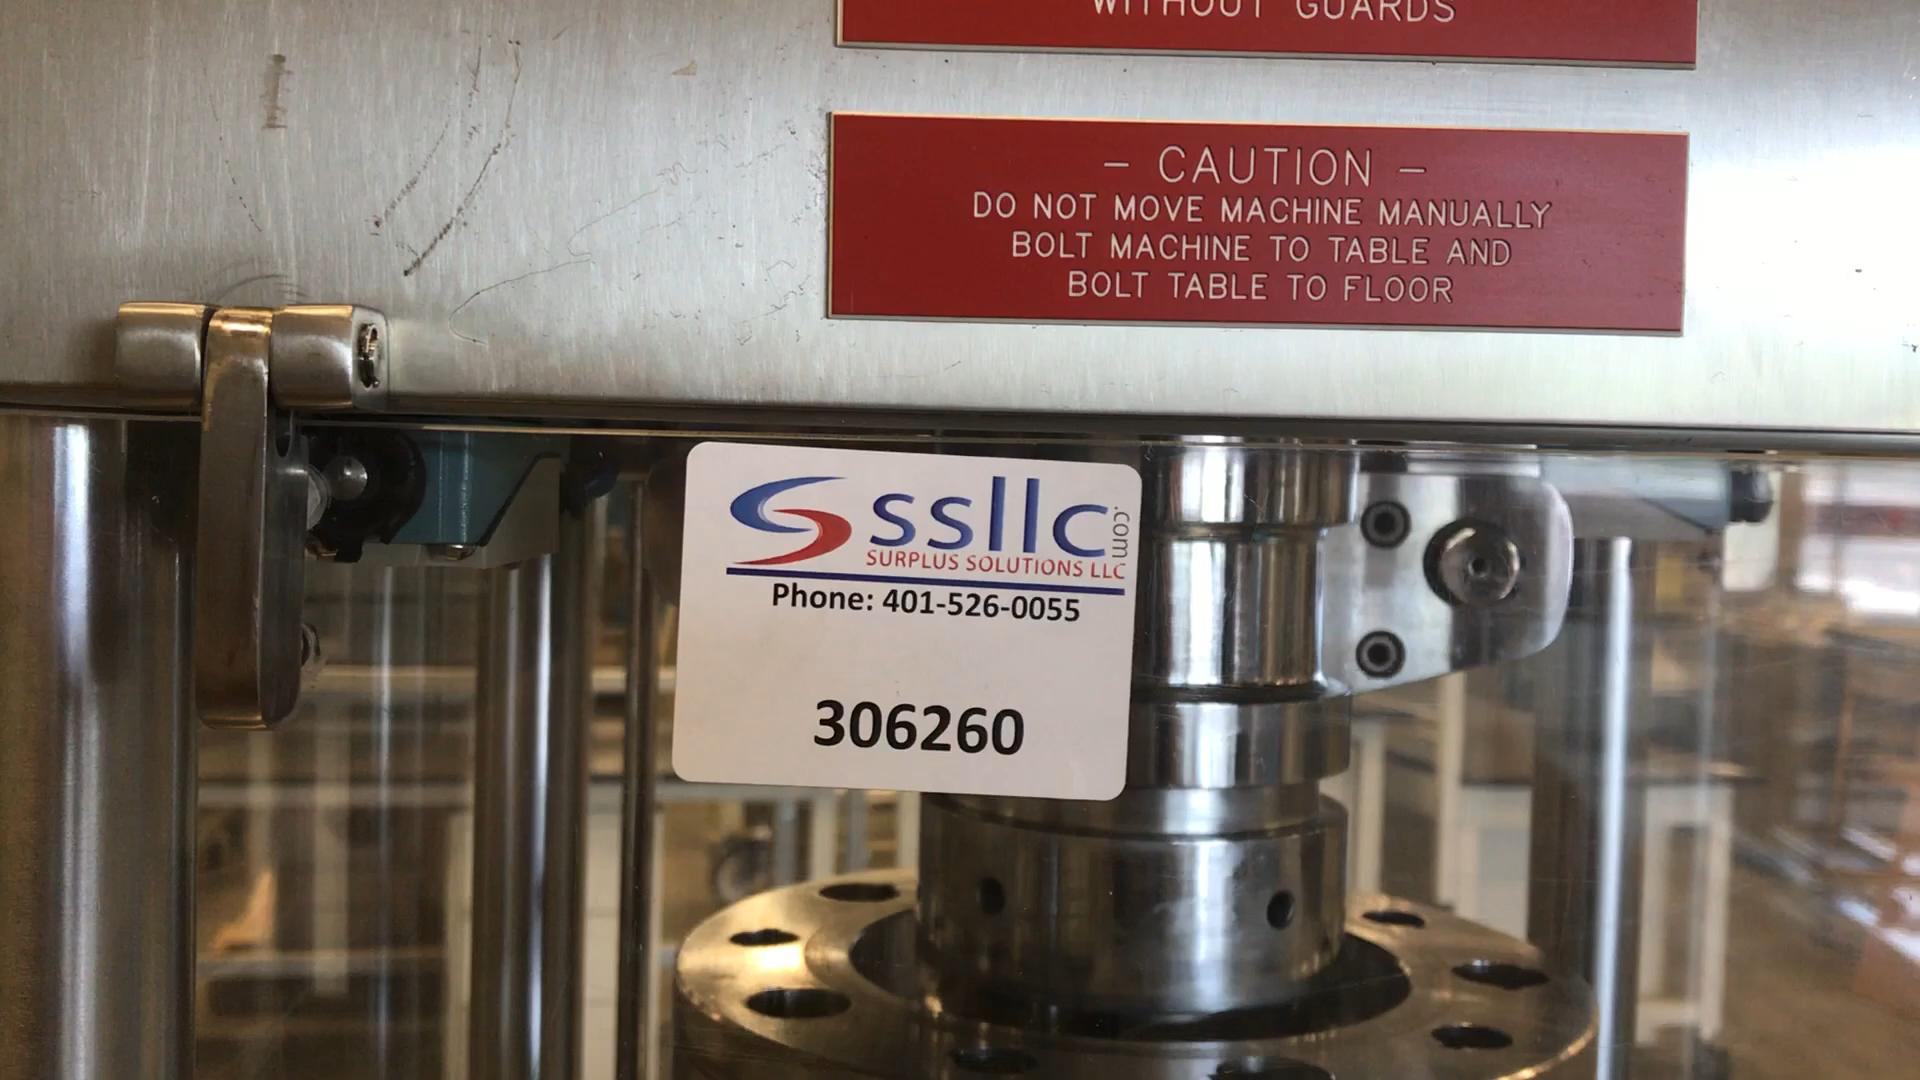 WITHOUT GUARDS
– CAUTION –
DO NOT MOVE MACHINE MANUALLY
BOLT MACHINE TO TABLE AND
BOLT TABLE TO FLOOR
ssllc.com
SURPLUS SOLUTIONS LLC
Phone: 401-526-0055
306260